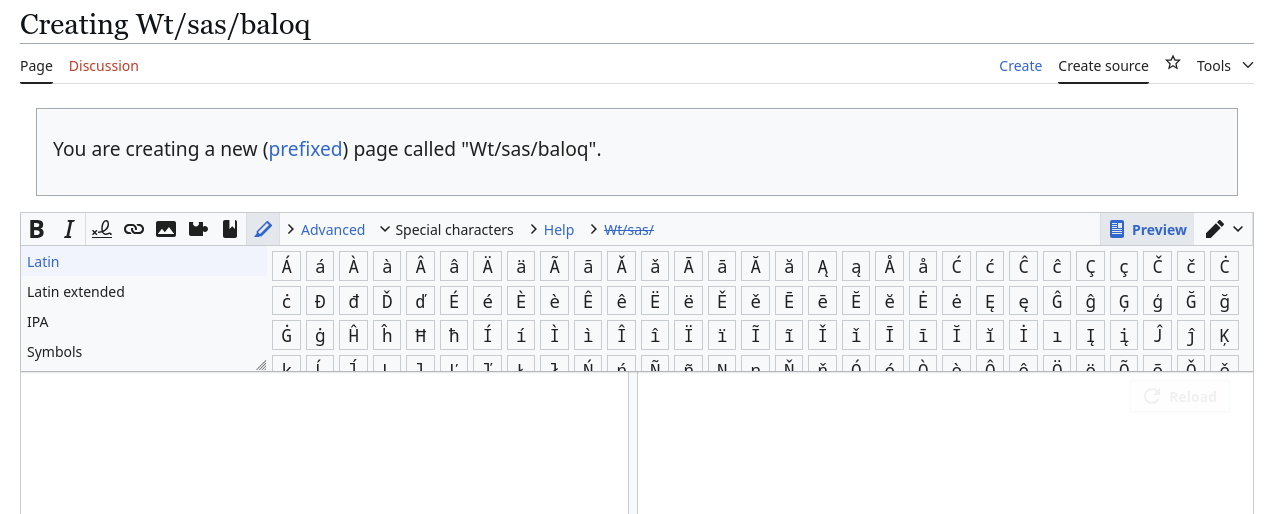 Creating Wt/sas/baloq
Page Discussion Create Create source Tools
You are creating a new (prefixed) page called "Wt/sas/baloq".
B I Advanced Special characters Help Wt/sas/ Preview
Latin
Latin extended
IPA
Symbols
Á á À à Â â Ä ä Ã ã Ǎ ǎ Ā ā Ă ă Ą ą Å å Ć ć Ĉ ĉ Ç ç Č č Ċ
ċ Đ đ Ď ď É é È è Ê ê Ë ë Ě ě Ē ē Ĕ ĕ Ė ė Ę ę Ĝ ĝ Ģ ģ Ğ ğ
Ġ ġ Ĥ ĥ Ħ ħ Í í Ì ì Î î Ï ï Ĩ ĩ Ǐ ǐ Ī ī Ĭ ĭ İ ı Į į Ĵ ĵ Ķ
Reload